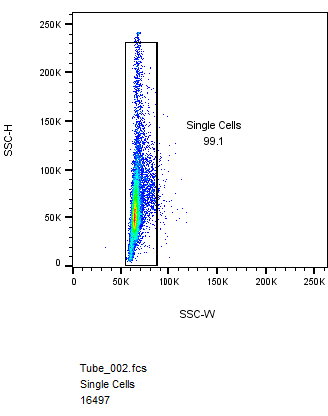 250K
200K
150K
100K
50K
0
SSC-H
Single Cells
99.1
0 50K 100K 150K 200K 250K
SSC-W
Tube_002.fcs
Single Cells
16497